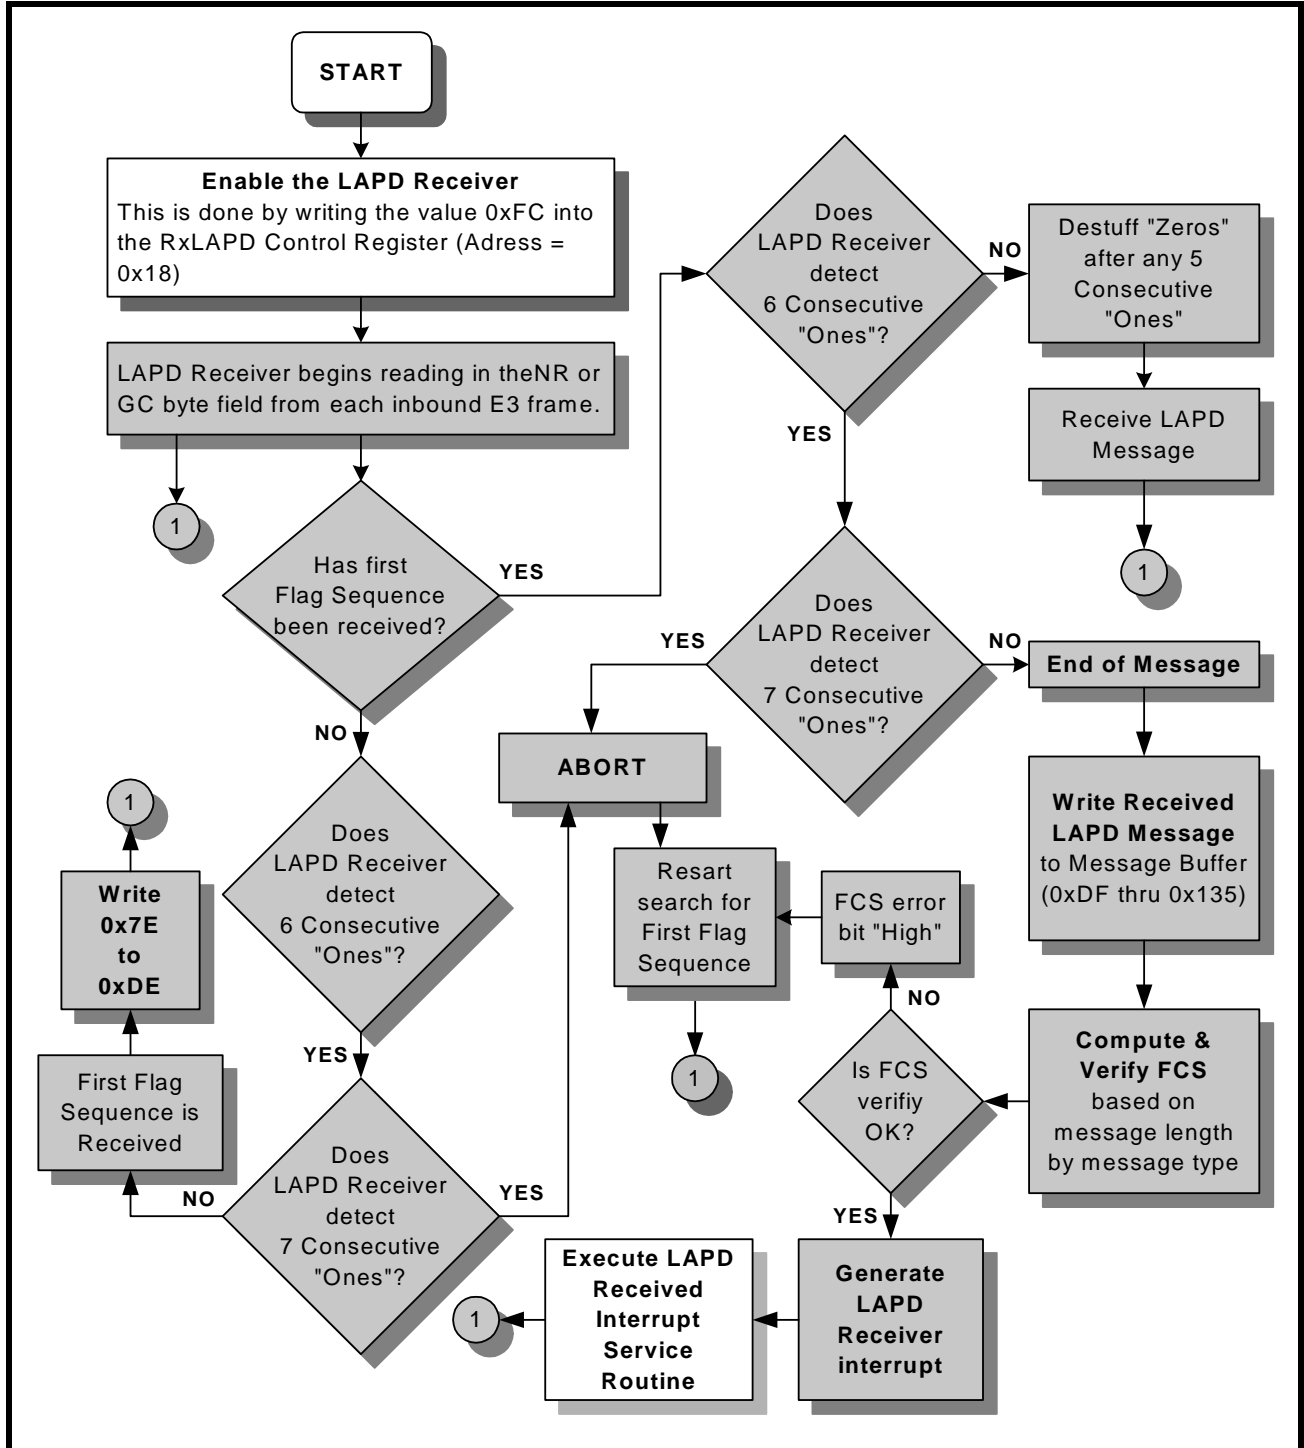 START
Enable the LAPD Receiver
This is done by writing the value 0xFC into
the RxLAPD Control Register (Adress =
0x18)
LAPD Receiver begins reading in theNR or
GC byte field from each inbound E3 frame.
1
Has first
Flag Sequence
been received?
YES
NO
Does
LAPD Receiver
detect
6 Consecutive
"Ones"?
NO
YES
Destuff "Zeros"
after any 5
Consecutive
"Ones"
Receive LAPD
Message
1
Does
LAPD Receiver
detect
7 Consecutive
"Ones"?
YES
NO
End of Message
Write Received
LAPD Message
to Message Buffer
(0xDF thru 0x135)
Compute &
Verify FCS
based on
message length
by message type
Is FCS
verifiy
OK?
NO
YES
FCS error
bit "High"
ABORT
Resart
search for
First Flag
Sequence
1
Does
LAPD Receiver
detect
6 Consecutive
"Ones"?
YES
Does
LAPD Receiver
detect
7 Consecutive
"Ones"?
YES
NO
First Flag
Sequence is
Received
Write
0x7E
to
0xDE
1
Generate
LAPD
Receiver
interrupt
Execute LAPD
Received
Interrupt
Service
Routine
1